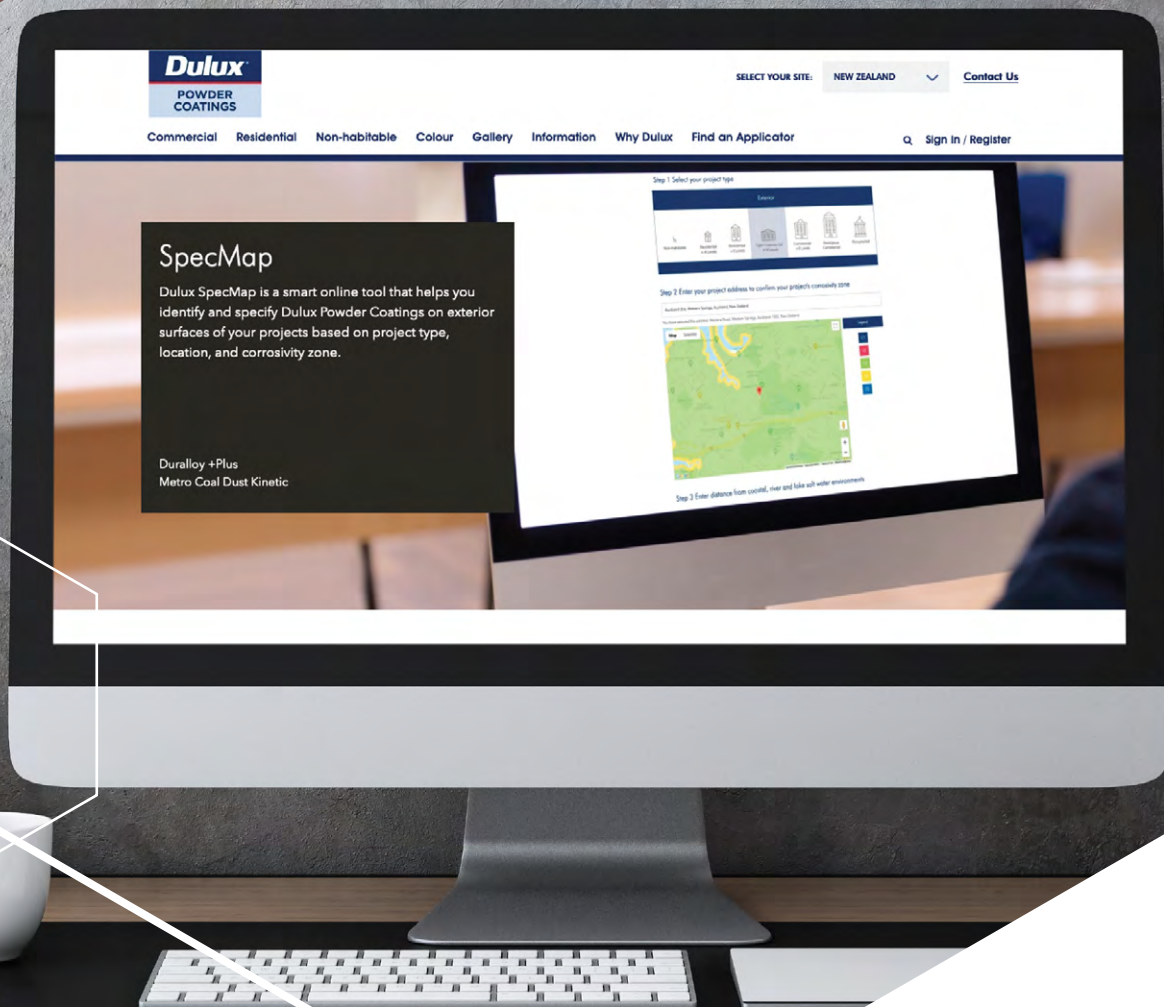 Dulux
POWDER
COATINGS
SELECT YOUR SITE:
NEW ZEALAND
Contact Us
Commercial
Residential
Non-habitable
Colour
Gallery
Information
Why Dulux
Find an Applicator
Sign In / Register
SpecMap
Dulux SpecMap is a smart online tool that helps you
identify and specify Dulux Powder Coatings on exterior
surfaces of your projects based on project type,
location, and corrosivity zone.
Duralloy +Plus
Metro Coal Dust Kinetic
Step 1 Select your project type
Exterior
Step 2 Enter your project address to confirm your project's corrosivity zone
Map
Step 3 Enter distance from coastal, river and lake salt water environments